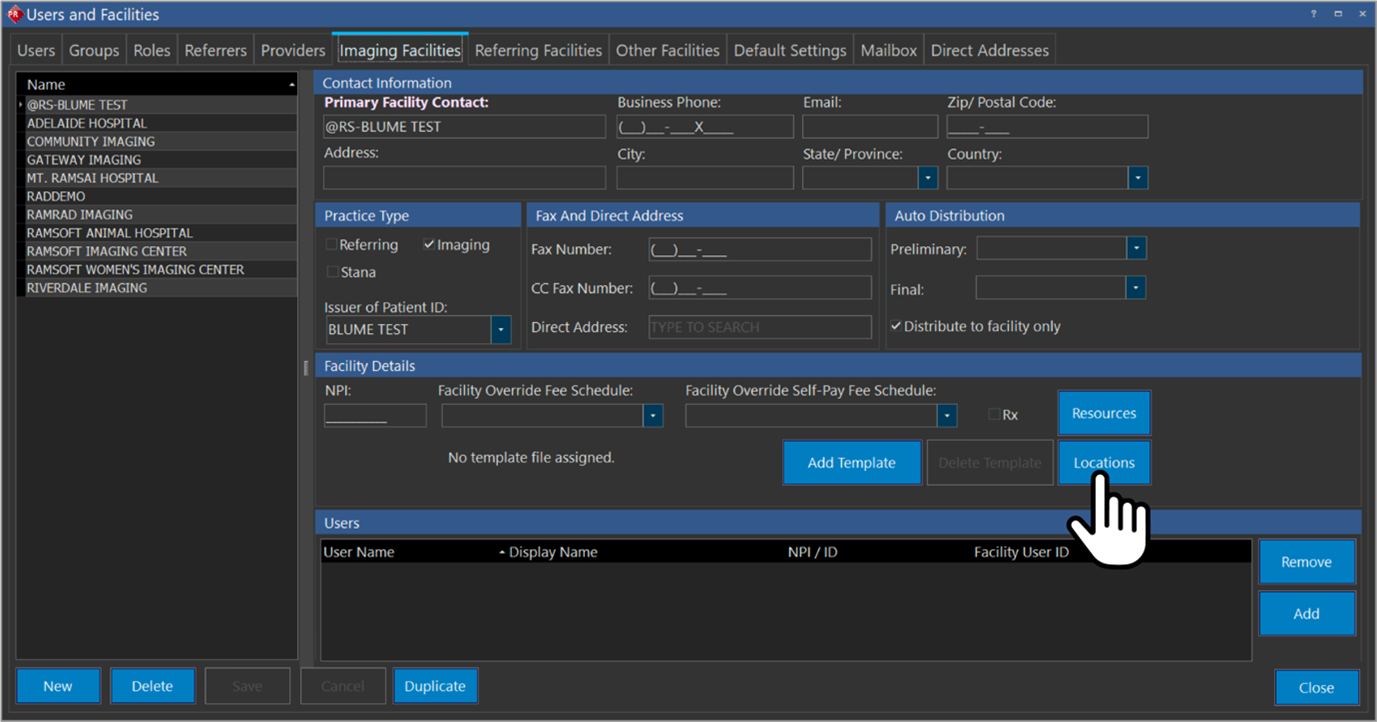 PR Users and Facilities
Users Groups Roles Referrers Providers Imaging Facilities Referring Facilities Other Facilities Default Settings Mailbox Direct Addresses
Name
@RS-BLUME TEST
ADELAIDE HOSPITAL
COMMUNITY IMAGING
GATEWAY IMAGING
MT. RAMSAI HOSPITAL
RADDEMO
RAMRAD IMAGING
RAMSOFT ANIMAL HOSPITAL
RAMSOFT IMAGING CENTER
RAMSOFT WOMEN'S IMAGING CENTER
RIVERDALE IMAGING
Contact Information
Primary Facility Contact: Business Phone: Email: Zip/ Postal Code:
@RS-BLUME TEST (__)___-____X_____ _____-____
Address: City: State/ Province: Country:
Practice Type
Referring Imaging
Stana
Issuer of Patient ID:
BLUME TEST
Fax And Direct Address
Fax Number: (__)___-____
CC Fax Number: (__)___-____
Direct Address: TYPE TO SEARCH
Auto Distribution
Preliminary:
Final:
Distribute to facility only
Facility Details
NPI: Facility Override Fee Schedule: Facility Override Self-Pay Fee Schedule:
__________ Rx Resources
No template file assigned. Add Template Delete Template Locations
Users
User Name Display Name NPI / ID Facility User ID
Remove
Add
New Delete Save Cancel Duplicate Close